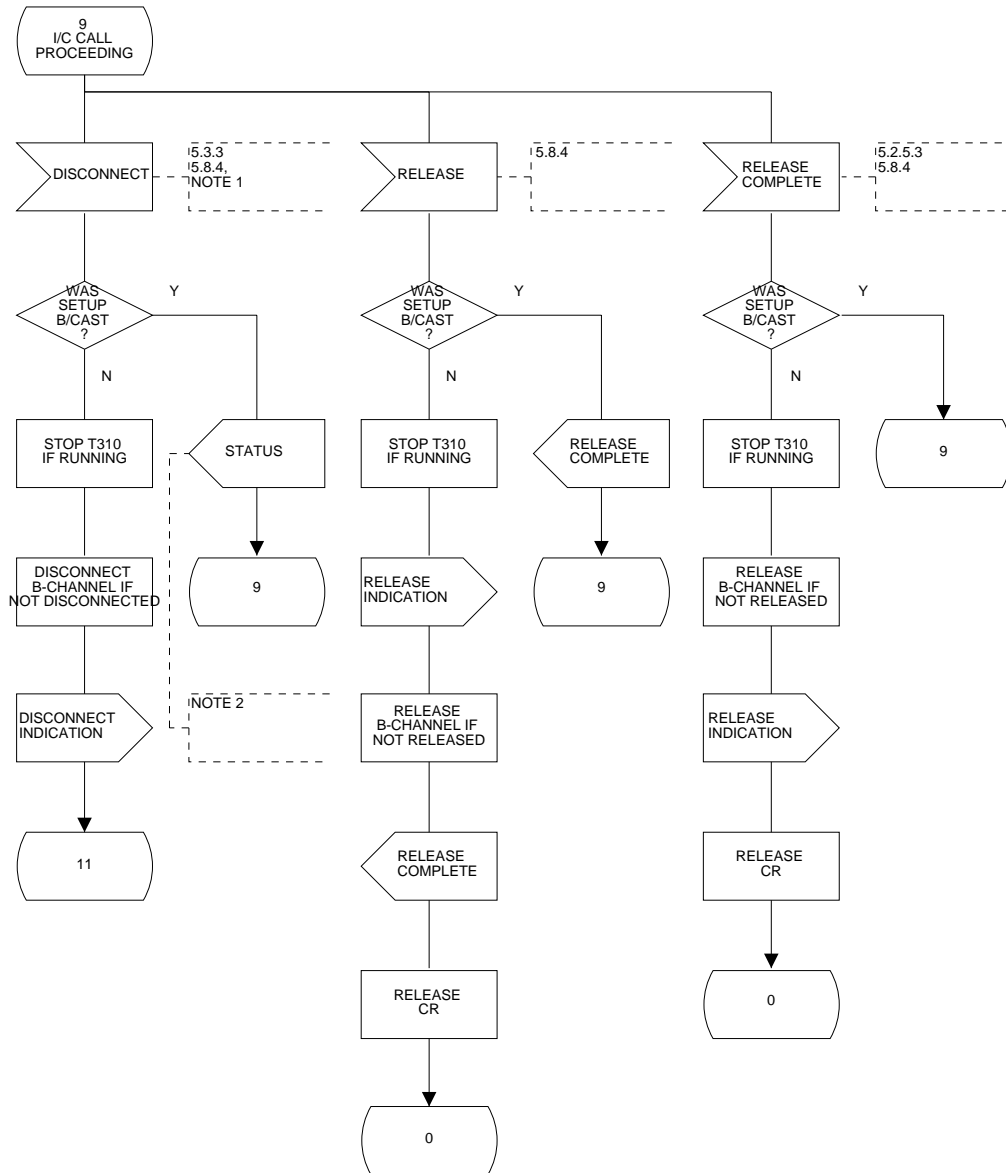 9
I/C CALL
PROCEEDING
DISCONNECT
5.3.3
5.8.4,
NOTE 1
RELEASE
5.8.4
RELEASE
COMPLETE
5.2.5.3
5.8.4
WAS
SETUP
B/CAST
?
Y
N
WAS
SETUP
B/CAST
?
Y
N
WAS
SETUP
B/CAST
?
Y
N
STOP T310
IF RUNNING
STATUS
STOP T310
IF RUNNING
RELEASE
COMPLETE
STOP T310
IF RUNNING
9
DISCONNECT
B-CHANNEL IF
NOT DISCONNECTED
9
RELEASE
INDICATION
9
RELEASE
B-CHANNEL IF
NOT RELEASED
DISCONNECT
INDICATION
NOTE 2
RELEASE
B-CHANNEL IF
NOT RELEASED
RELEASE
INDICATION
11
RELEASE
COMPLETE
RELEASE
CR
RELEASE
CR
0
0